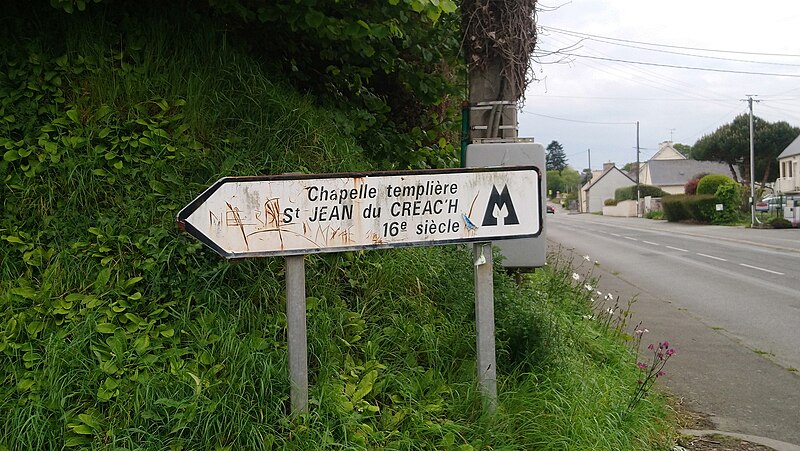 Chapelle templière
St JEAN du CREAC'H
16e siècle
M